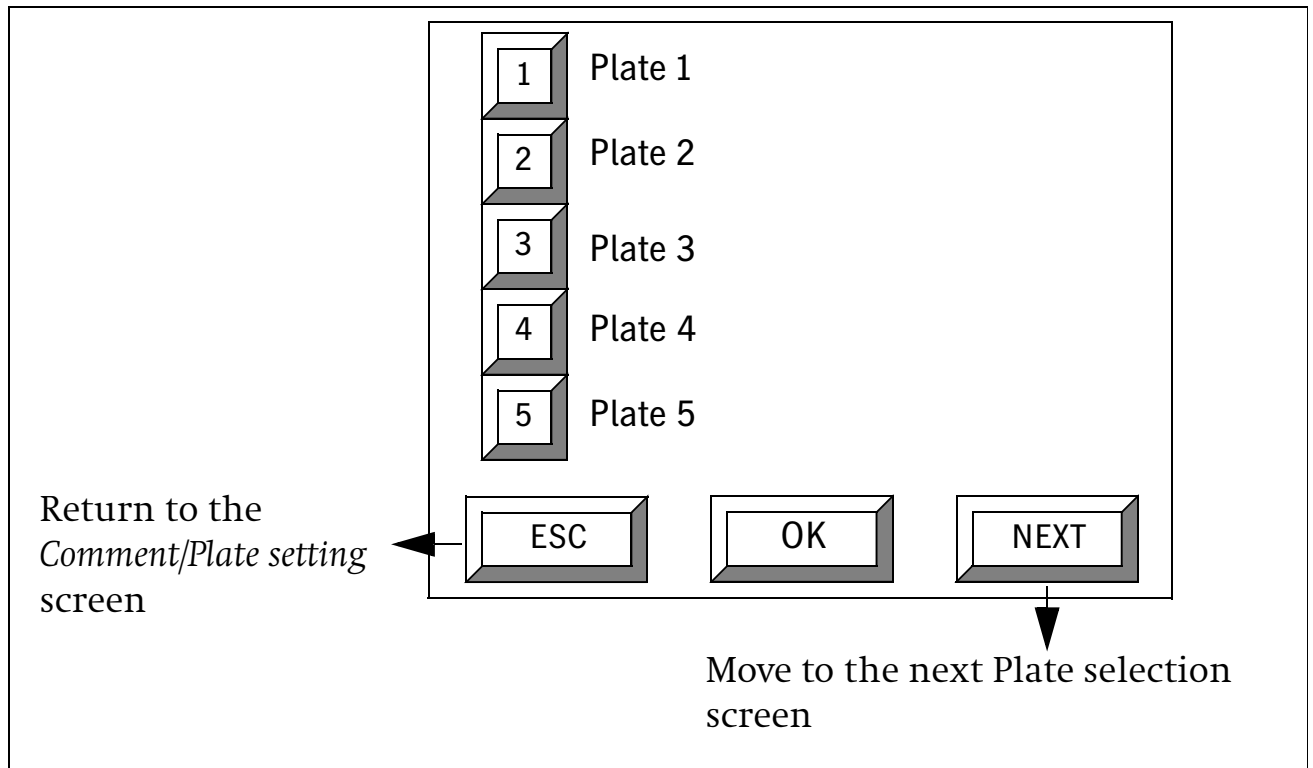 1 Plate 1
2 Plate 2
3 Plate 3
4 Plate 4
5 Plate 5
Return to the
Comment/Plate setting
screen
ESC OK NEXT
Move to the next Plate selection
screen